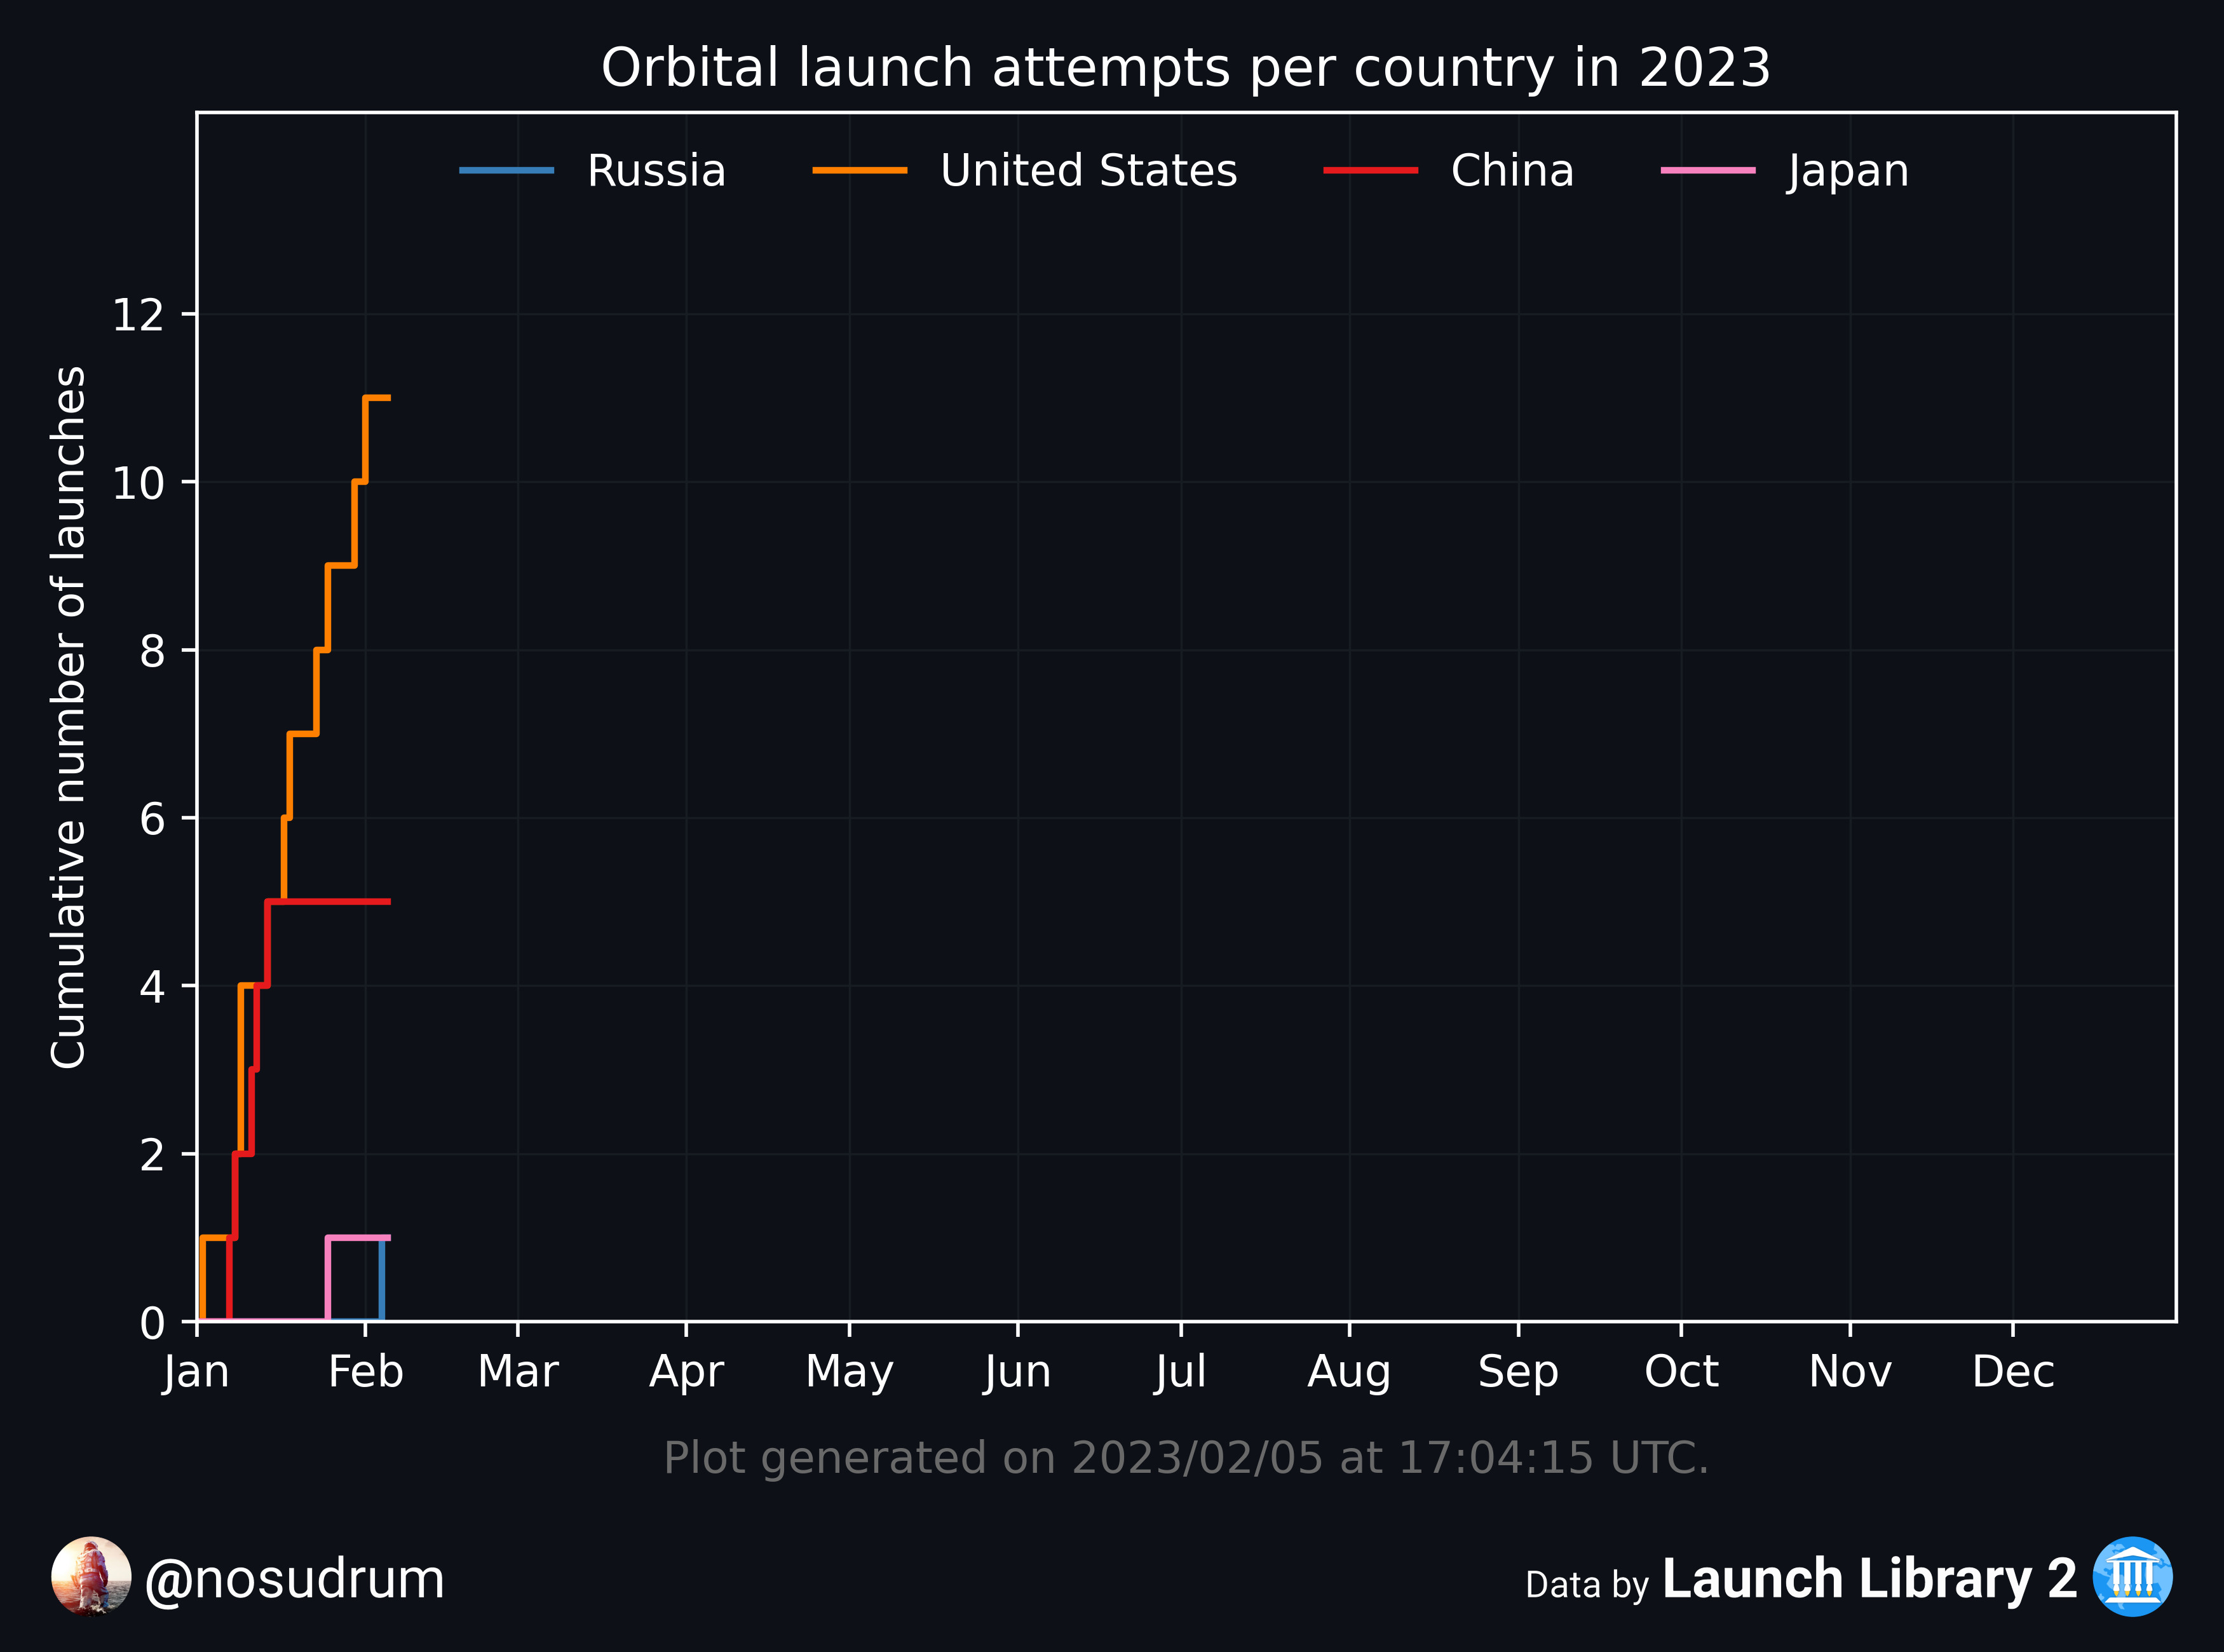 Orbital launch attempts per country in 2023
Russia United States China Japan
Cumulative number of launches
12
10
8
6
4
2
0
Jan Feb Mar Apr May Jun Jul Aug Sep Oct Nov Dec
Plot generated on 2023/02/05 at 17:04:15 UTC.
@nosudrum
Data by Launch Library 2